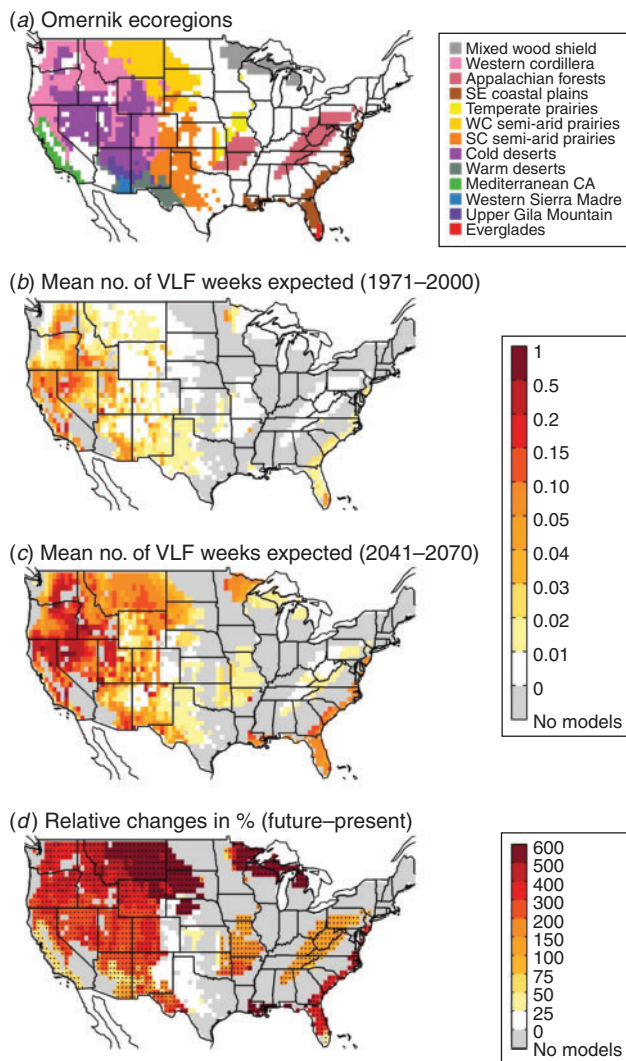 (a) Omernik ecoregions
Mixed wood shield
Western cordillera
Appalachian forests
SE coastal plains
Temperate prairies
WC semi-arid prairies
SC semi-arid prairies
Cold deserts
Warm deserts
Mediterranean CA
Western Sierra Madre
Upper Gila Mountain
Everglades
(b) Mean no. of VLF weeks expected (1971–2000)
(c) Mean no. of VLF weeks expected (2041–2070)
1
0.5
0.2
0.15
0.10
0.05
0.04
0.03
0.02
0.01
0
No models
(d) Relative changes in % (future–present)
600
500
400
300
200
150
100
75
50
25
0
No models